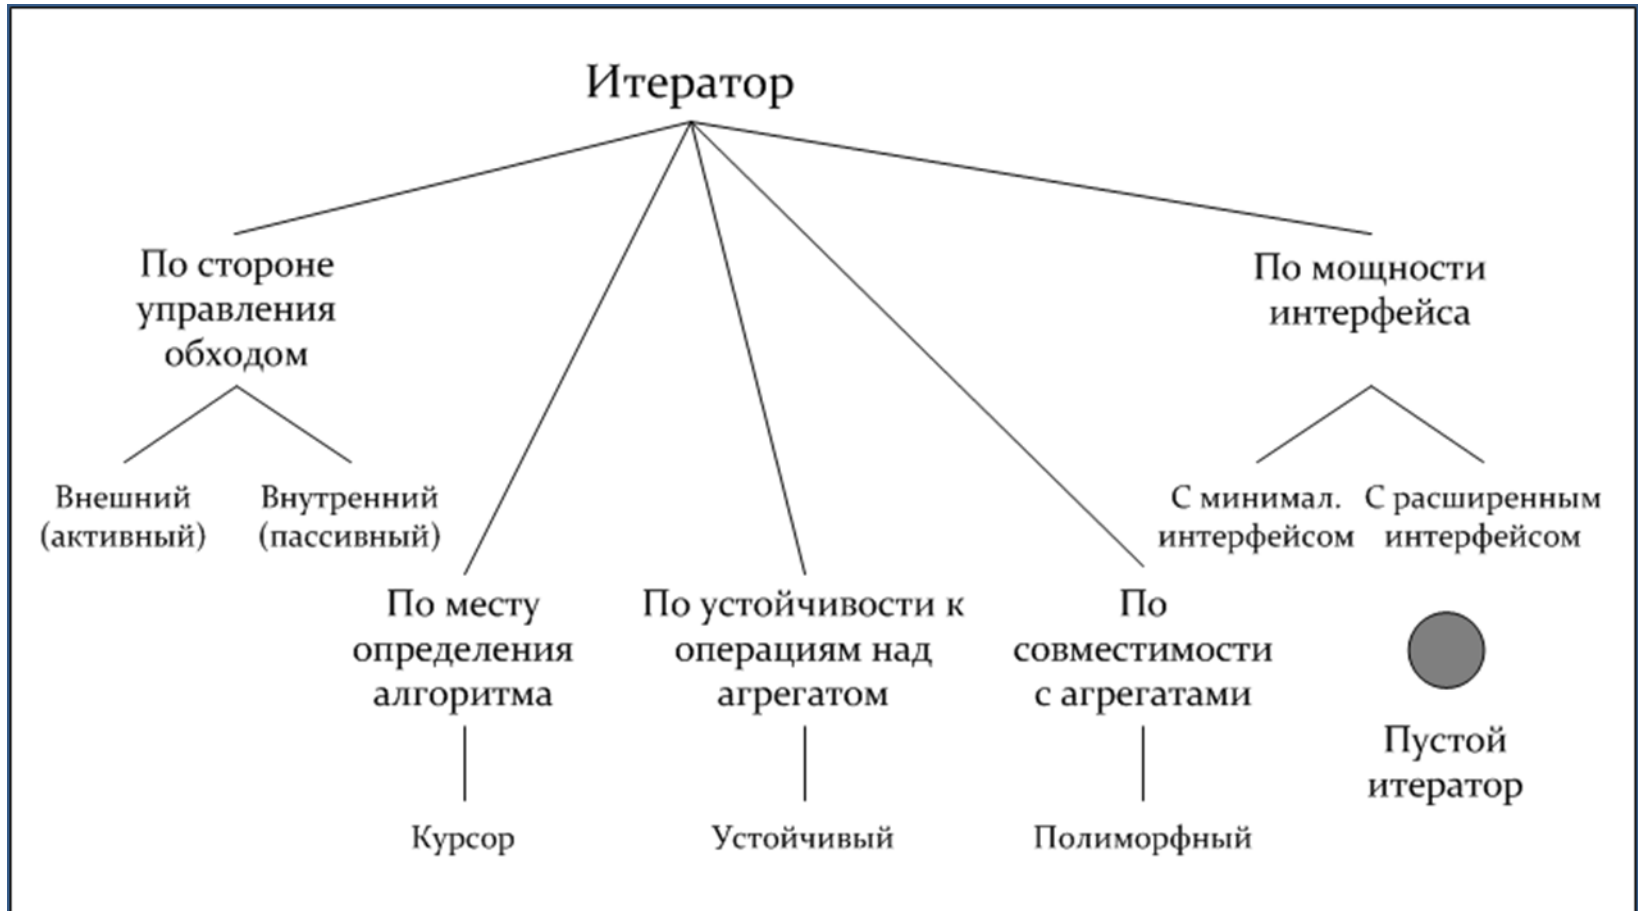 Итератор
По стороне
управления
обходом
По мощности
интерфейса
Внешний
(активный)
Внутренний
(пассивный)
С минимал.
интерфейсом
С расширенным
интерфейсом
По месту
определения
алгоритма
По устойчивости к
операциям над
агрегатом
По
совместимости
с агрегатами
Пустой
итератор
Курсор
Устойчивый
Полиморфный